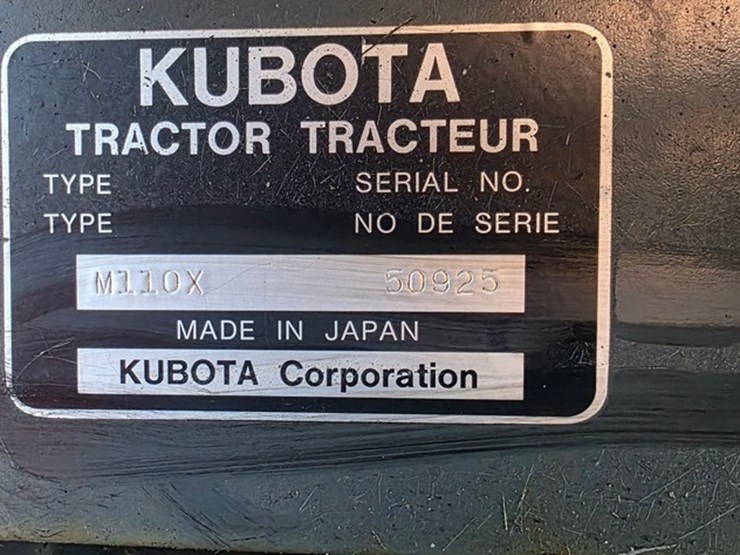 KUBOTA
TRACTOR TRACTEUR
TYPE SERIAL NO.
TYPE NO DE SERIE
M110X 50925
MADE IN JAPAN
KUBOTA Corporation